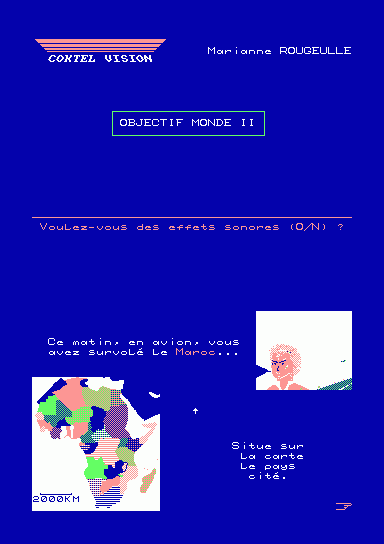 COKTEL VISION
Marianne ROUGEULLE
OBJECTIF MONDE II
Voulez-vous des effets sonores (O/N) ?
Ce matin, en avion, vous
avez survolé le Maroc...
Situe sur
la carte
le pays
cité.
2000KM